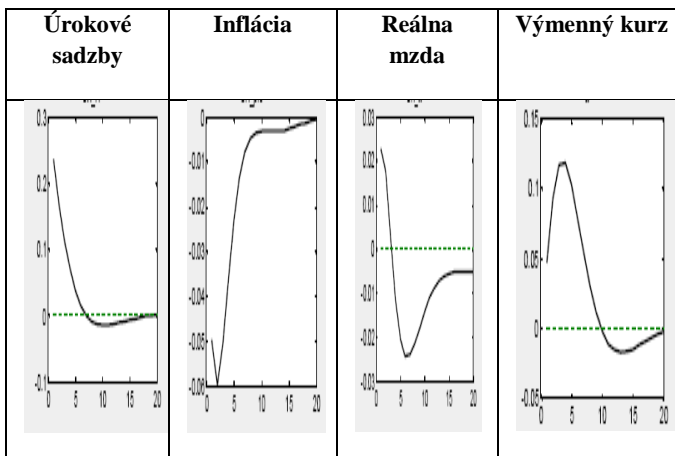 Úrokové
sadzby
Inflácia
Reálna
mzda
Výmenný kurz
0.3
0.2
0.1
0
-0.1
0 5 10 15 20
0
-0.01
-0.02
-0.03
-0.04
-0.05
-0.06
0 5 10 15 20
0.03
0.02
0.01
0
-0.01
-0.02
-0.03
0 5 10 15 20
0.15
0.1
0.05
0
-0.05
0 5 10 15 20